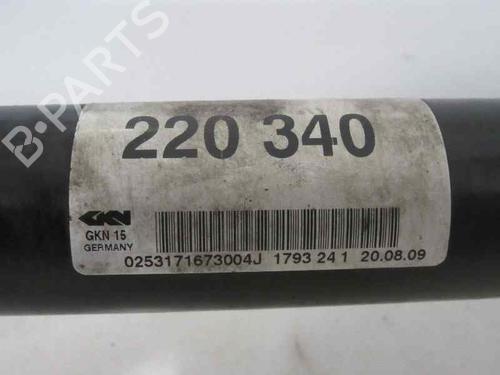 B-PARTS
220 340
GKN
GKN 15
GERMANY
0253171673004J 1793 24 1 20.08.09